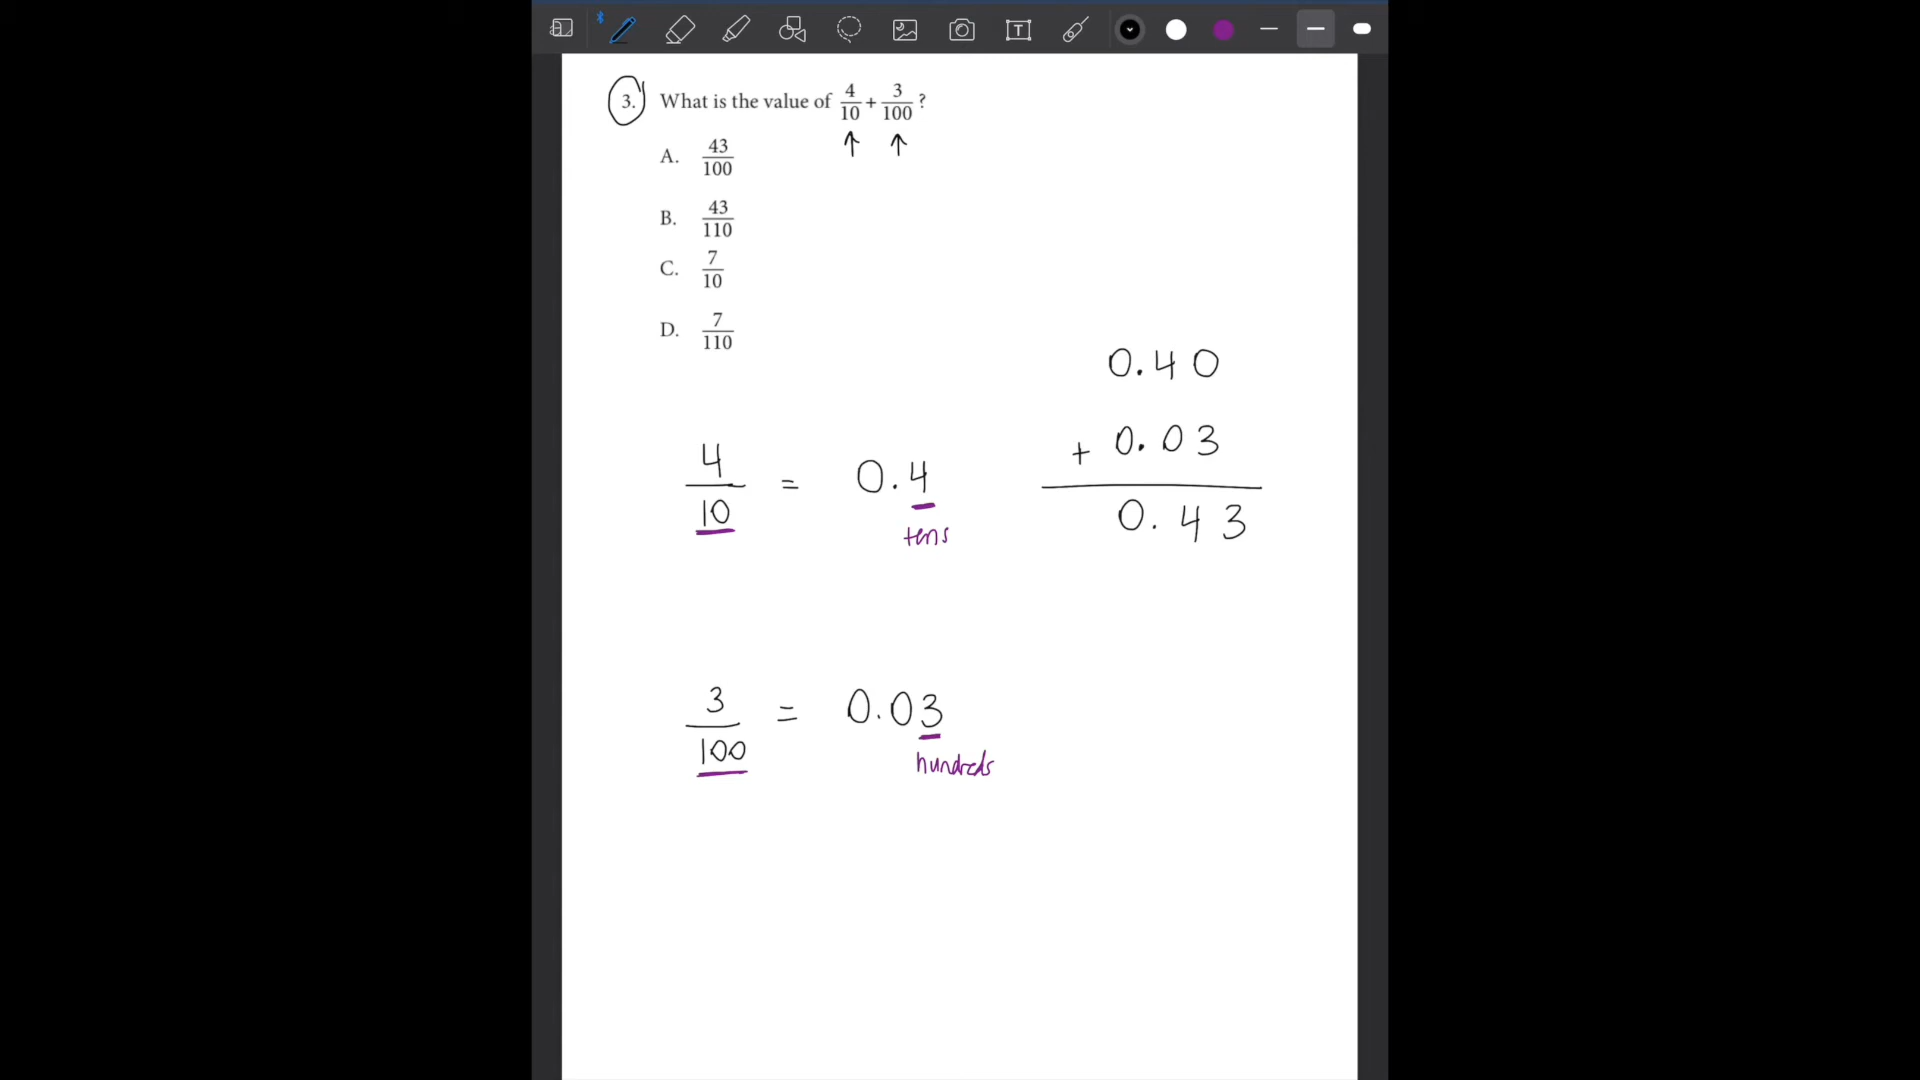 3. What is the value of 4/10 + 3/100 ?
↑ ↑
A. 43/100
B. 43/110
C. 7/10
D. 7/110
0.40
+ 0.03
0.43
4/10 = 0.4
tens
3/100 = 0.03
hundreds